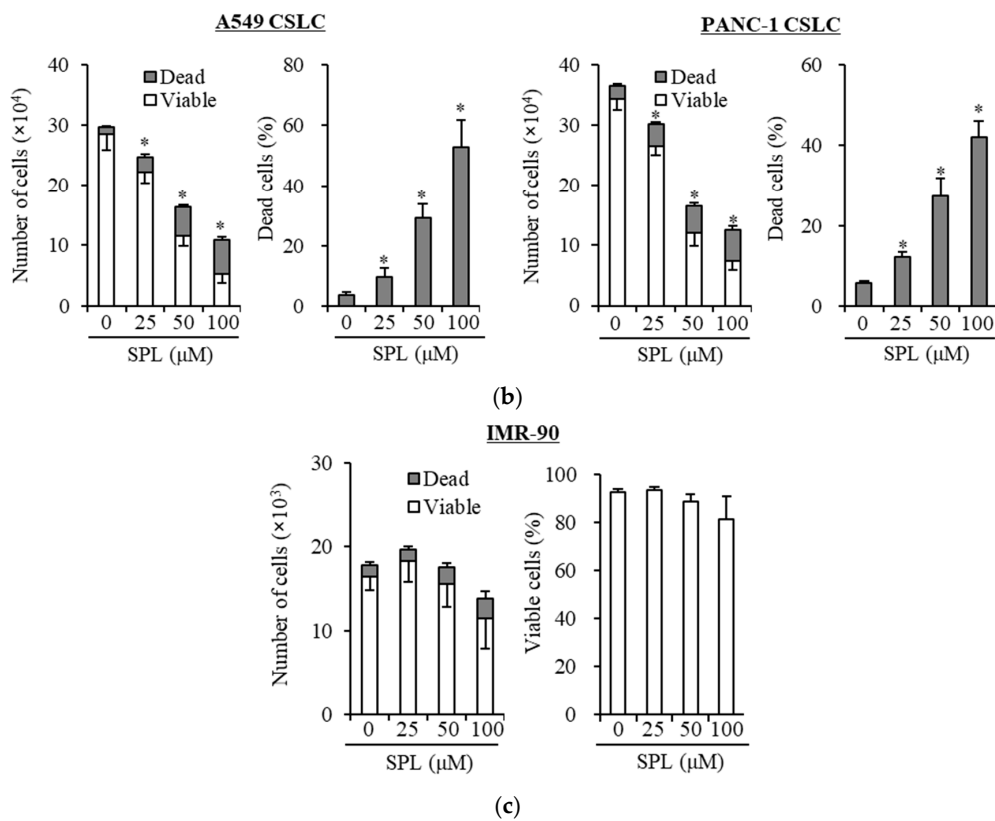 A549 CSLC
PANC-1 CSLC
Number of cells (×10⁴)
40
30
20
10
0
Dead
Viable
*
*
*
0 25 50 100
SPL (μM)
Dead cells (%)
80
60
40
20
0
*
*
*
0 25 50 100
SPL (μM)
Number of cells (×10⁴)
40
30
20
10
0
Dead
Viable
*
*
*
0 25 50 100
SPL (μM)
Dead cells (%)
60
40
20
0
*
*
*
0 25 50 100
SPL (μM)
(b)
IMR-90
Number of cells (×10³)
30
20
10
0
Dead
Viable
0 25 50 100
SPL (μM)
Viable cells (%)
100
80
60
40
20
0
0 25 50 100
SPL (μM)
(c)